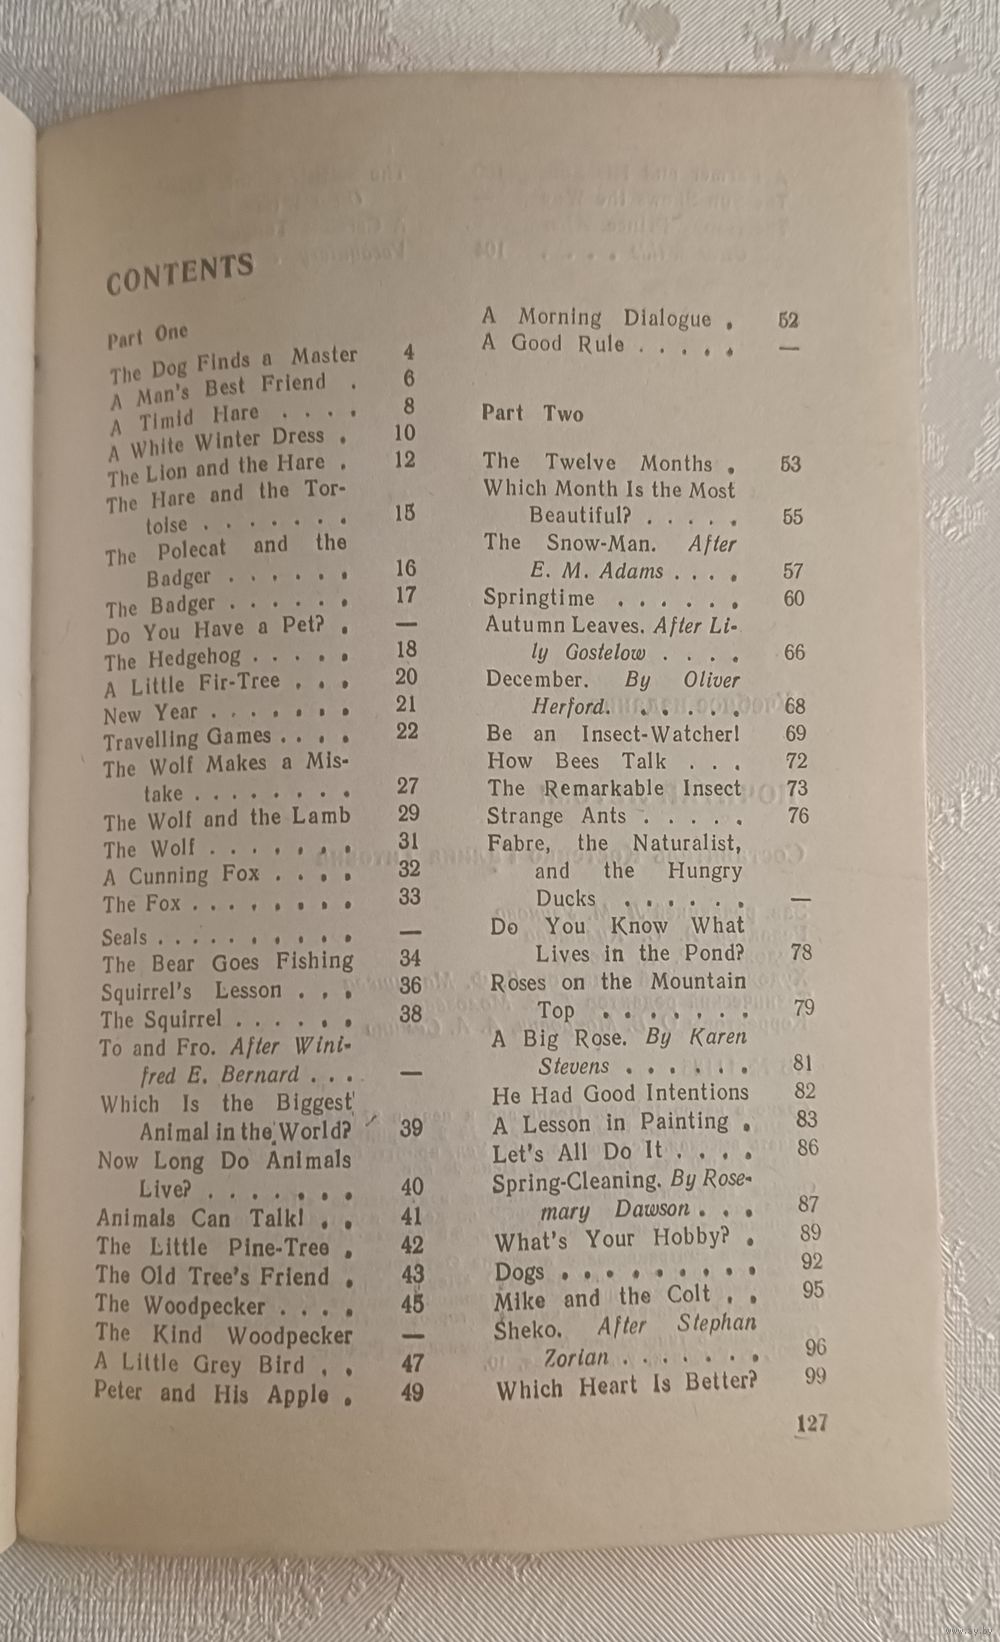 CONTENTS
Part One
The Dog Finds a Master 4
A Man's Best Friend . 6
A Timid Hare . . . . 8
A White Winter Dress . 10
The Lion and the Hare . 12
The Hare and the Tor-
toise . . . . . . . 15
The Polecat and the
Badger . . . . . . 16
The Badger . . . . . . 17
Do You Have a Pet? . —
The Hedgehog . . . . . 18
A Little Fir-Tree . . . 20
New Year . . . . . . . 21
Travelling Games . . . . 22
The Wolf Makes a Mis-
take . . . . . . . . 27
The Wolf and the Lamb 29
The Wolf . . . . . . . 31
A Cunning Fox . . . . 32
The Fox . . . . . . . . 33
Seals . . . . . . . . . —
The Bear Goes Fishing 34
Squirrel's Lesson . . . 36
The Squirrel . . . . . . 38
To and Fro. After Wini-
fred E. Bernard . . . —
Which Is the Biggest
Animal in the World? 39
Now Long Do Animals
Live? . . . . . . . 40
Animals Can Talk! . . 41
The Little Pine-Tree . 42
The Old Tree's Friend . 43
The Woodpecker . . . . 45
The Kind Woodpecker —
A Little Grey Bird . . 47
Peter and His Apple . 49
A Morning Dialogue . 52
A Good Rule . . . . . —
Part Two
The Twelve Months . 53
Which Month Is the Most
Beautiful? . . . . . 55
The Snow-Man. After
E. M. Adams . . . . 57
Springtime . . . . . . 60
Autumn Leaves. After Li-
ly Gostelow . . . . 66
December. By Oliver
Herford. . . . . . . 68
Be an Insect-Watcher! 69
How Bees Talk . . . 72
The Remarkable Insect 73
Strange Ants . . . . . 76
Fabre, the Naturalist,
and the Hungry
Ducks . . . . . . —
Do You Know What
Lives in the Pond? 78
Roses on the Mountain
Top . . . . . . . 79
A Big Rose. By Karen
Stevens . . . . . . 81
He Had Good Intentions 82
A Lesson in Painting . 83
Let's All Do It . . . . 86
Spring-Cleaning. By Rose-
mary Dawson . . . 87
What's Your Hobby? . 89
Dogs . . . . . . . . . 92
Mike and the Colt . . 95
Sheko. After Stephan
Zorian . . . . . . . 96
Which Heart Is Better? 99
127